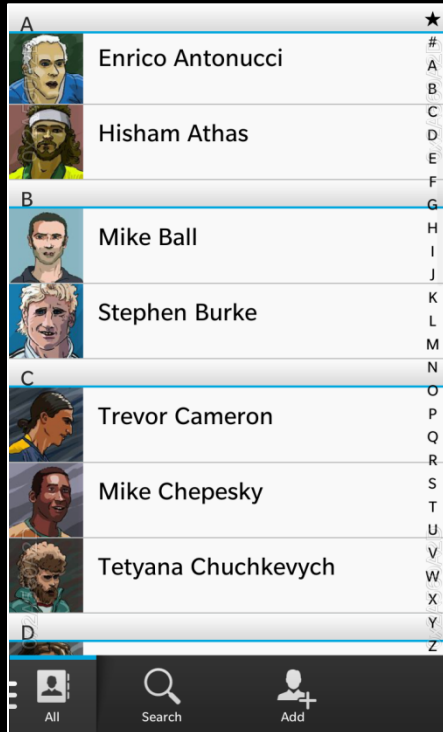 A
Enrico Antonucci
Hisham Athas
B
Mike Ball
Stephen Burke
C
Trevor Cameron
Mike Chepesky
Tetyana Chuchkevych
D
#
A
B
C
D
E
F
G
H
I
J
K
L
M
N
O
P
Q
R
S
T
U
V
W
X
Y
Z
All
Search
Add